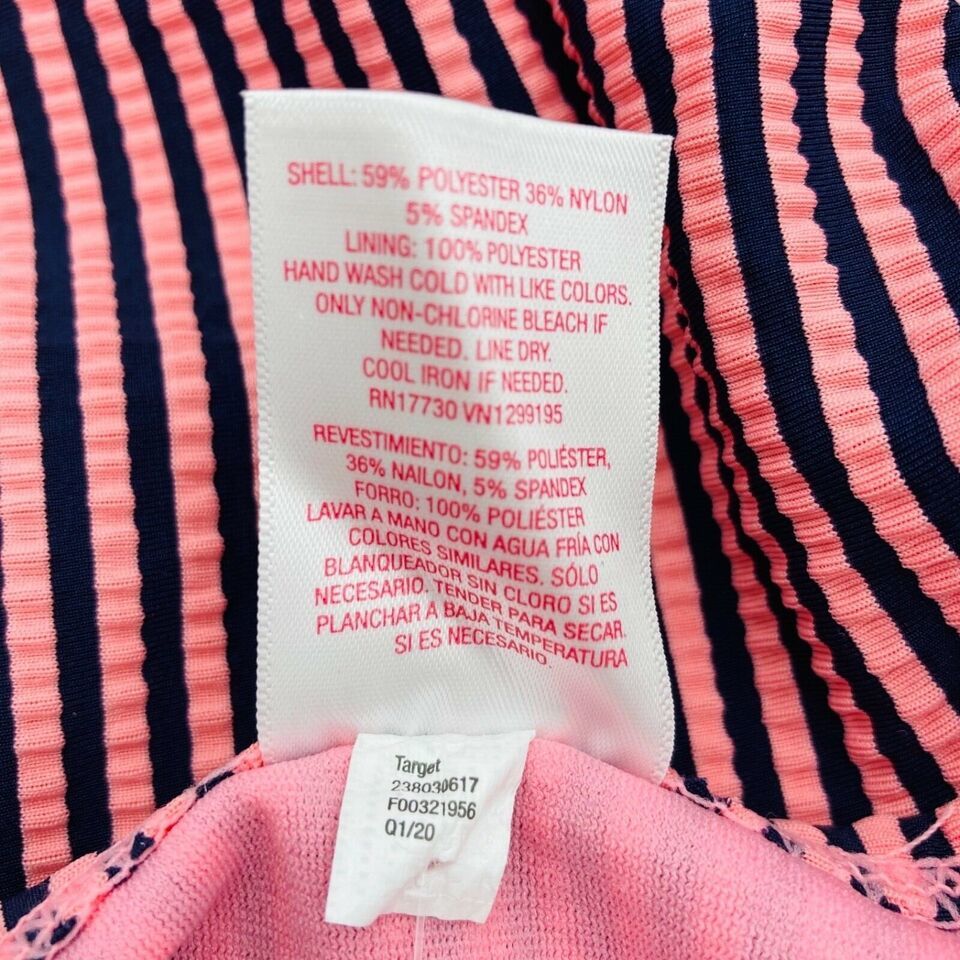 SHELL: 59% POLYESTER 36% NYLON
5% SPANDEX
LINING: 100% POLYESTER
HAND WASH COLD WITH LIKE COLORS.
ONLY NON-CHLORINE BLEACH IF
NEEDED. LINE DRY.
COOL IRON IF NEEDED.
RN17730 VN1299195
REVESTIMIENTO: 59% POLIÉSTER,
36% NAILON, 5% SPANDEX
FORRO: 100% POLIÉSTER
LAVAR A MANO CON AGUA FRÍA CON
COLORES SIMILARES. SÓLO
BLANQUEADOR SIN CLORO SI ES
NECESARIO. TENDER PARA SECAR.
PLANCHAR A BAJA TEMPERATURA
SI ES NECESARIO.
Target
238030617
F00321956
Q1/20